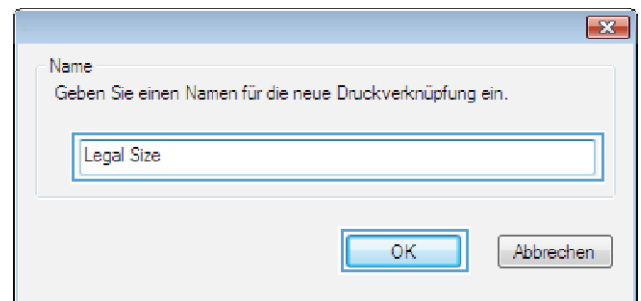 Name
Geben Sie einen Namen für die neue Druckverknüpfung ein.
Legal Size
OK Abbrechen